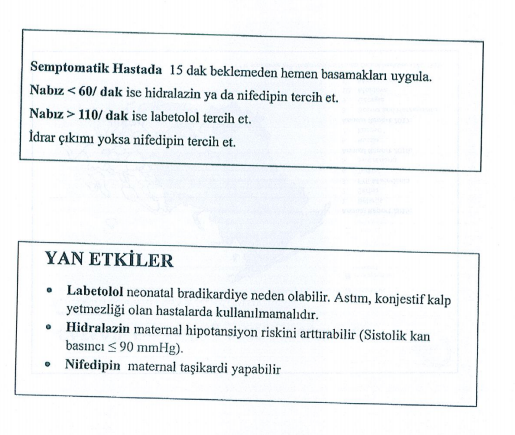 Semptomatik Hastada 15 dak beklemeden hemen basamakları uygula.
Nabız < 60/ dak ise hidralazin ya da nifedipin tercih et.
Nabız > 110/ dak ise labetolol tercih et.
İdrar çıkımı yoksa nifedipin tercih et.
YAN ETKİLER
• Labetolol neonatal bradikardiye neden olabilir. Astım, konjestif kalp
yetmezliği olan hastalarda kullanılmamalıdır.
• Hidralazin maternal hipotansiyon riskini arttırabilir (Sistolik kan
basıncı ≤ 90 mmHg).
• Nifedipin maternal taşikardi yapabilir